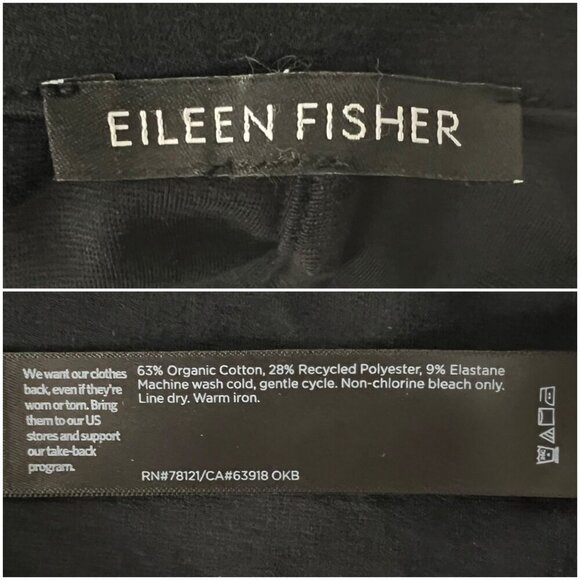 EILEEN FISHER
We want our clothes
back, even if they're
worn or torn. Bring
them to our US
stores and support
our take-back
program.
63% Organic Cotton, 28% Recycled Polyester, 9% Elastane
Machine wash cold, gentle cycle. Non-chlorine bleach only.
Line dry. Warm iron.
RN#78121/CA#63918 OKB